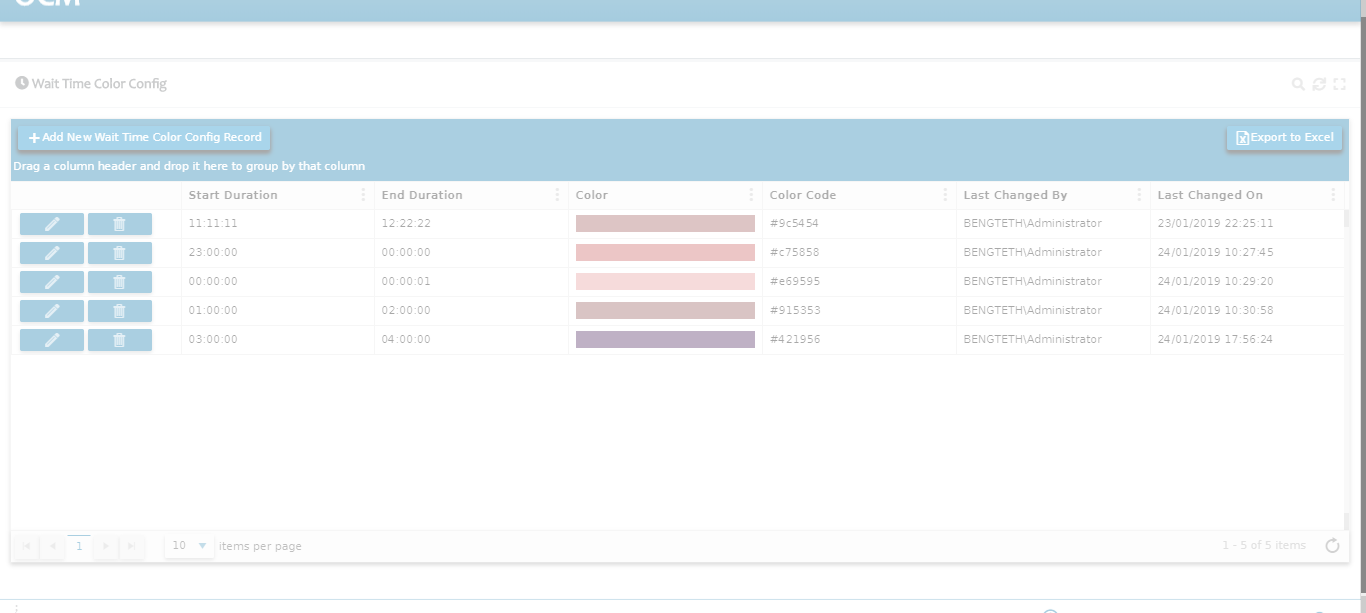 Wait Time Color Config
Add New Wait Time Color Config Record Export to Excel
Drag a column header and drop it here to group by that column
Start Duration End Duration Color Color Code Last Changed By Last Changed On
11:11:11 12:22:22 #9c5454 BENGTETH\Administrator 23/01/2019 22:25:11
23:00:00 00:00:00 #c75858 BENGTETH\Administrator 24/01/2019 10:27:45
00:00:00 00:00:01 #e69595 BENGTETH\Administrator 24/01/2019 10:29:20
01:00:00 02:00:00 #915353 BENGTETH\Administrator 24/01/2019 10:30:58
03:00:00 04:00:00 #421956 BENGTETH\Administrator 24/01/2019 17:56:24
1 10 items per page 1 - 5 of 5 items